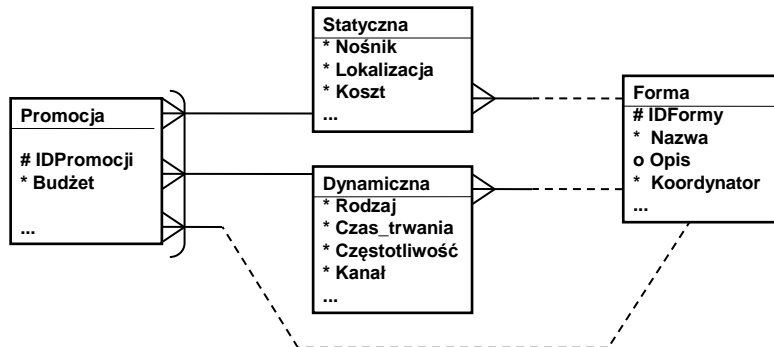 Promocja
# IDPromocji
* Budżet
...
Statyczna
* Nośnik
* Lokalizacja
* Koszt
...
Dynamiczna
* Rodzaj
* Czas_trwania
* Częstotliwość
* Kanał
...
Forma
# IDFormy
* Nazwa
o Opis
* Koordynator
...